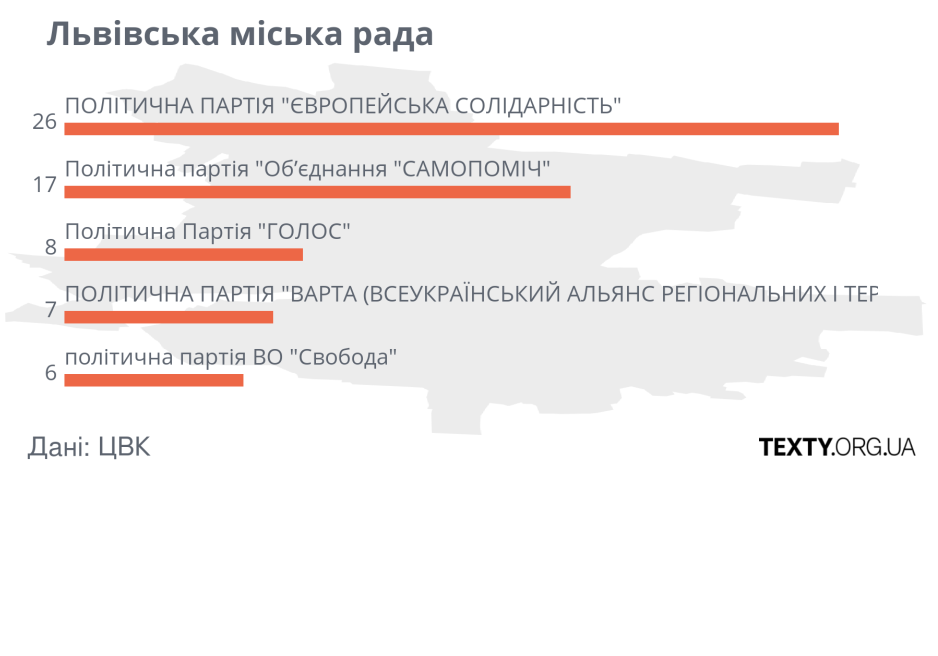 Львівська міська рада
ПОЛІТИЧНА ПАРТІЯ "ЄВРОПЕЙСЬКА СОЛІДАРНІСТЬ"
26
Політична партія "Об’єднання "САМОПОМІЧ"
17
Політична Партія "ГОЛОС"
8
ПОЛІТИЧНА ПАРТІЯ "ВАРТА (ВСЕУКРАЇНСЬКИЙ АЛЬЯНС РЕГІОНАЛЬНИХ І ТЕР
7
політична партія ВО "Свобода"
6
Дані: ЦВК
TEXTY.ORG.UA